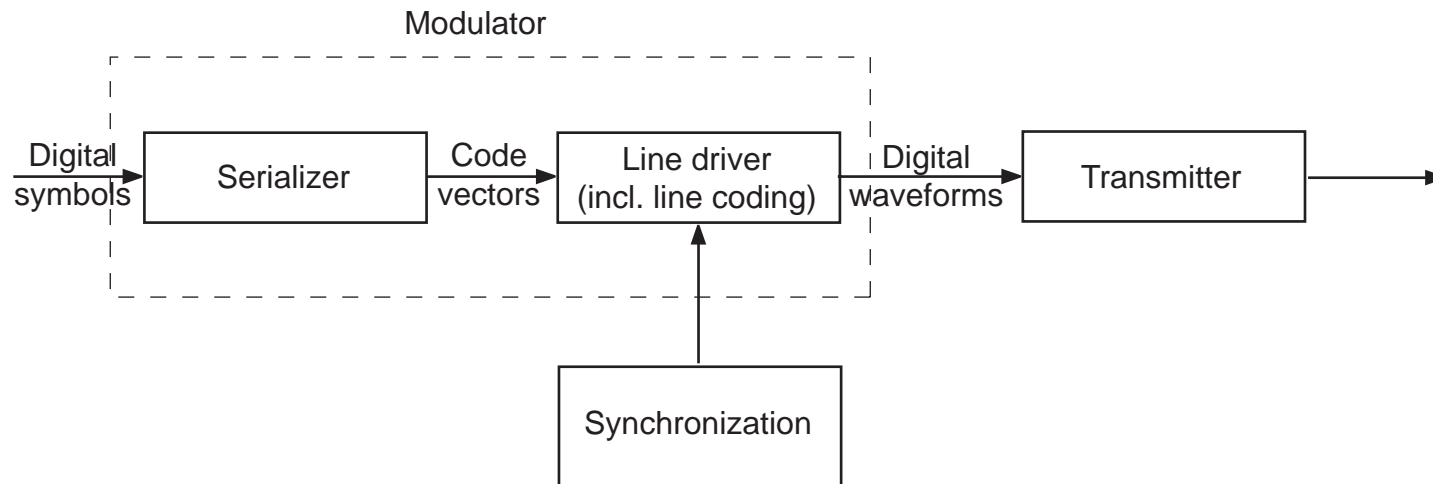 Modulator
Digital
symbols
Serializer
Code
vectors
Line driver
(incl. line coding)
Digital
waveforms
Transmitter
Synchronization